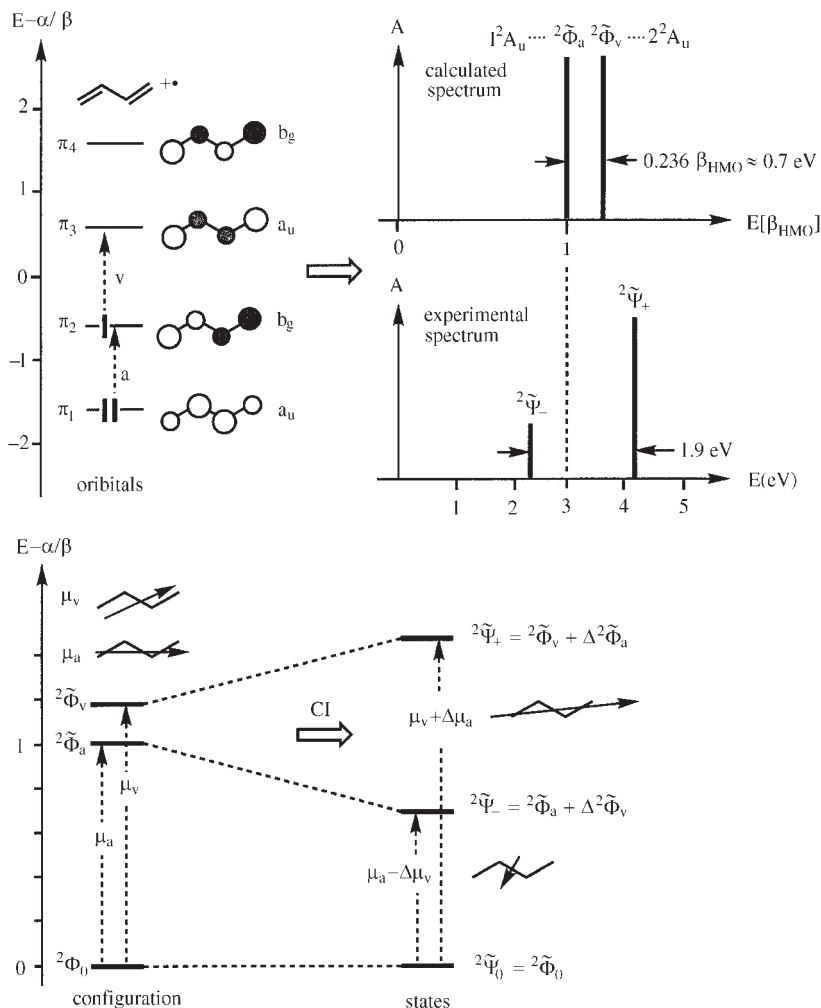 E–α/ β
2
1
0
–1
–2
+•
π₄
b_g
π₃
a_u
v
π₂
b_g
a
π₁
a_u
oribitals
A
1²A_u ···· ²Φ̃_a ²Φ̃_v ···· 2²A_u
calculated
spectrum
0.236 β_HMO ≈ 0.7 eV
E[β_HMO]
0
1
A
experimental
spectrum
²Ψ̃₊
²Ψ̃₋
1.9 eV
E(eV)
1 2 3 4 5
E–α/β
μ_v
μ_a
²Φ̃_v
1
²Φ̃_a
μ_v
μ_a
0
²Φ₀
configuration
CI
²Ψ̃₊ = ²Φ̃_v + Δ²Φ̃_a
μ_v+Δμ_a
²Ψ̃₋ = ²Φ̃_a + Δ²Φ̃_v
μ_a–Δμ_v
²Ψ̃₀ = ²Φ̃₀
states